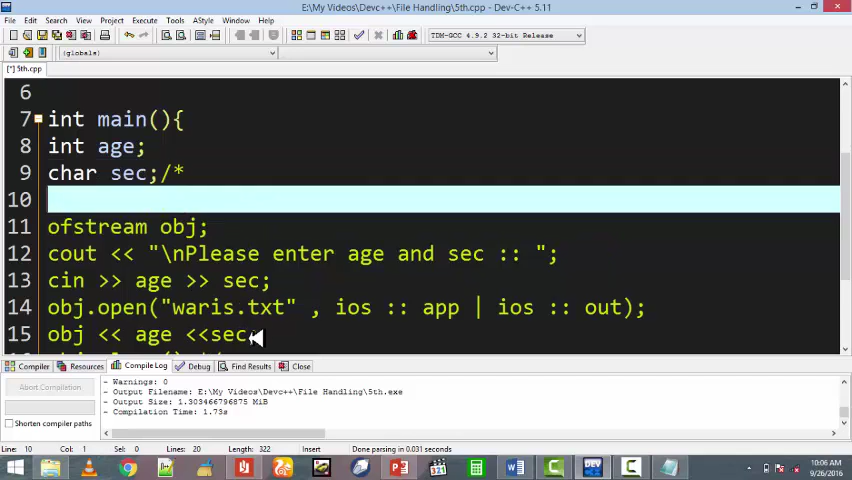 E:\My Videos\Devc++\File Handling\5th.cpp - Dev-C++ 5.11
File Edit Search View Project Execute Tools AStyle Window Help
TDM-GCC 4.9.2 32-bit Release
(globals)
[*] 5th.cpp
6
7 int main(){
8 int age;
9 char sec;/*
10
11 ofstream obj;
12 cout << "\nPlease enter age and sec :: ";
13 cin >> age >> sec;
14 obj.open("waris.txt" , ios :: app | ios :: out);
15 obj << age <<sec;
Compiler Resources Compile Log Debug Find Results Close
Abort Compilation
Shorten compiler paths
- Warnings: 0
- Output Filename: E:\My Videos\Devc++\File Handling\5th.exe
- Output Size: 1.303466796875 MiB
- Compilation Time: 1.73s
Line: 10 Col: 1 Sel: 0 Lines: 20 Length: 322 Insert Done parsing in 0.031 seconds
10:06 AM
9/26/2016